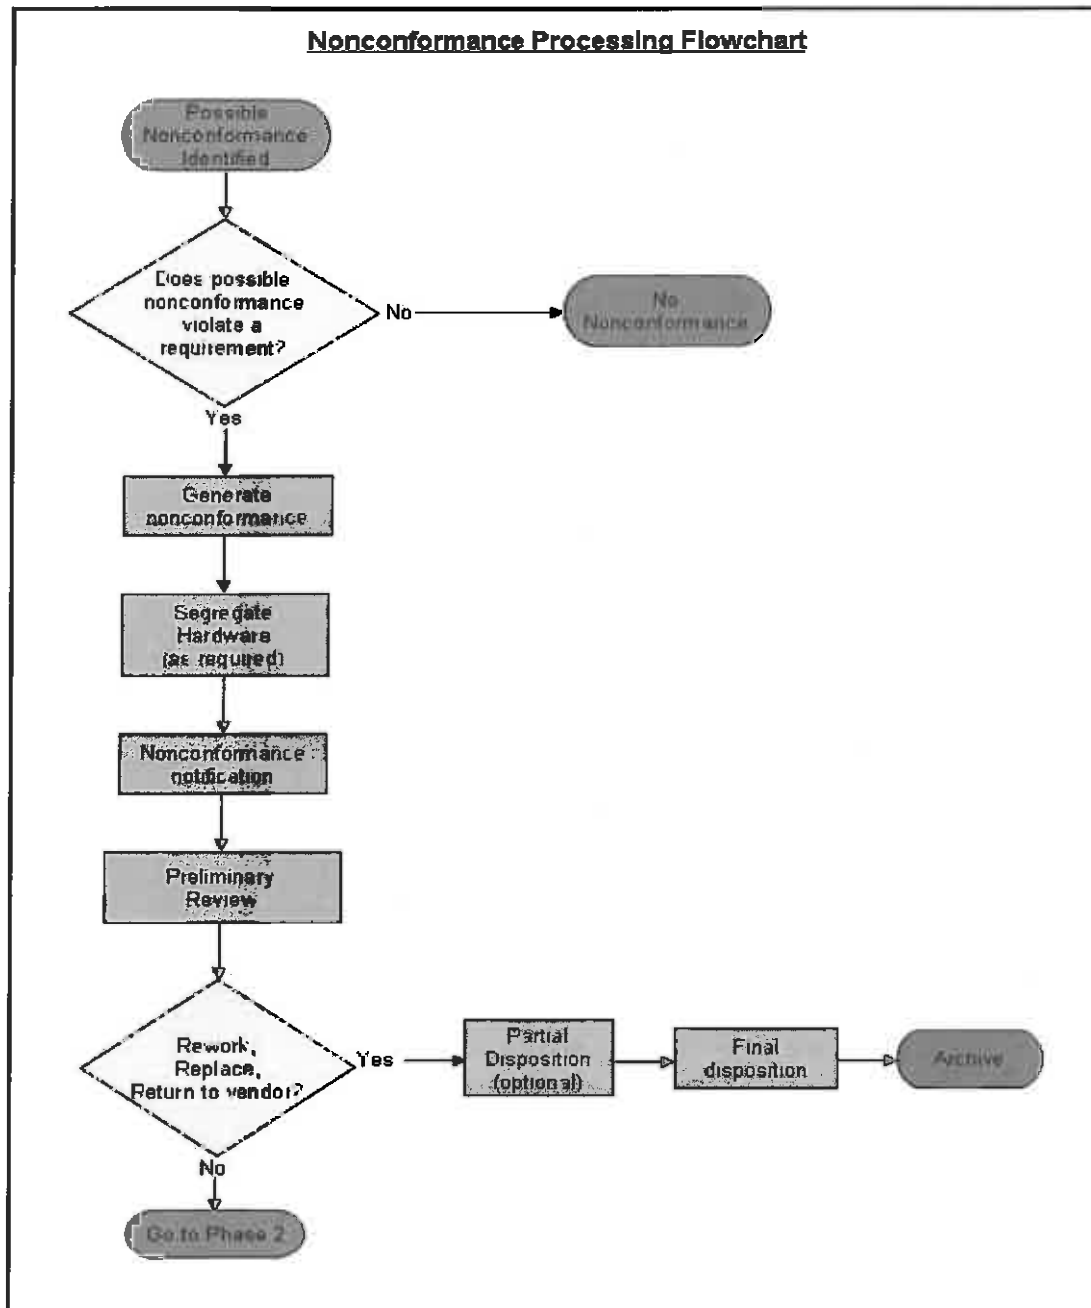 Nonconformance Processing Flowchart
Possible
Nonconformance
Identified
Does possible
nonconformance
violate a
requirement?
No
No
Nonconformance
Yes
Generate
nonconformance
Segregate
Hardware
(as required)
Nonconformance
notification
Preliminary
Review
Rework,
Replace,
Return to vendor?
Yes
Partial
Disposition
(optional)
Final
disposition
Archive
No
Go to Phase 2